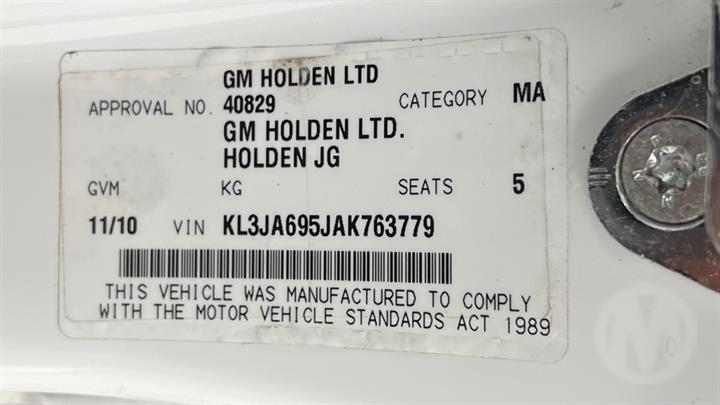 GM HOLDEN LTD
APPROVAL NO. 40829 CATEGORY MA
GM HOLDEN LTD.
HOLDEN JG
GVM KG SEATS 5
11/10 VIN KL3JA695JAK763779
THIS VEHICLE WAS MANUFACTURED TO COMPLY
WITH THE MOTOR VEHICLE STANDARDS ACT 1989
M